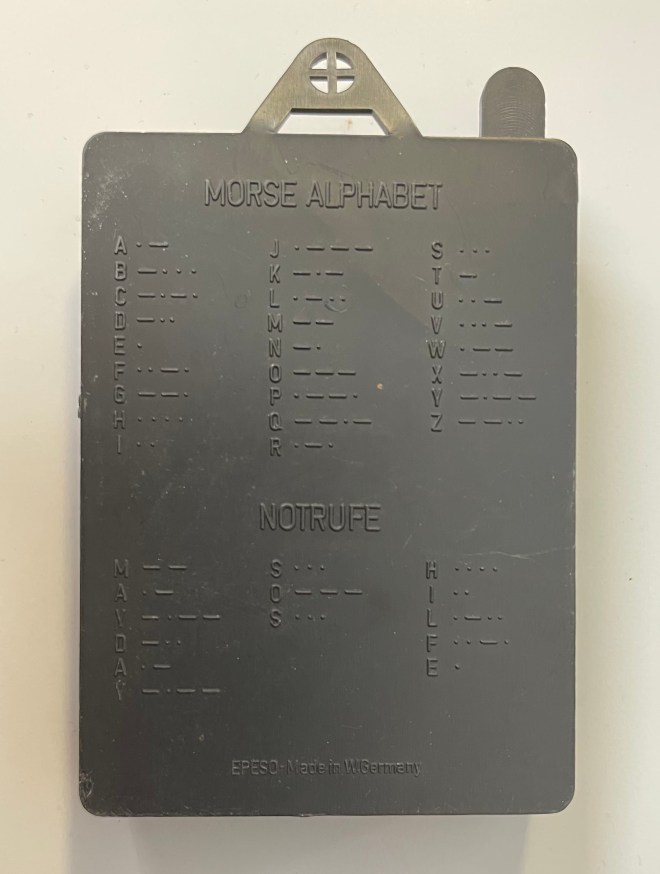 MORSE ALPHABET
A ·— J ·——— S ···
B —··· K —·— T —
C —·—· L ·—·· U ··—
D —·· M —— V ···—
E · N —· W ·——
F ··—· O ——— X —··—
G ——· P ·——· Y —·——
H ···· Q ——·— Z ——··
I ·· R ·—·
NOTRUFE
M —— S ··· H ····
A ·— O ——— I ··
Y —·—— S ··· L ·—··
D —·· F ··—·
A ·— E ·
Y —·——
EPESO-Made in W.Germany